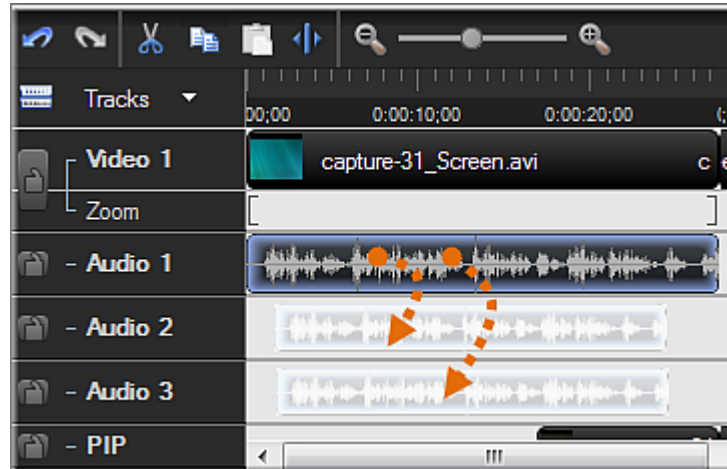 Tracks
00;00 0:00:10;00 0:00:20;00
Video 1
capture-31_Screen.avi c
Zoom
Audio 1
Audio 2
Audio 3
PIP